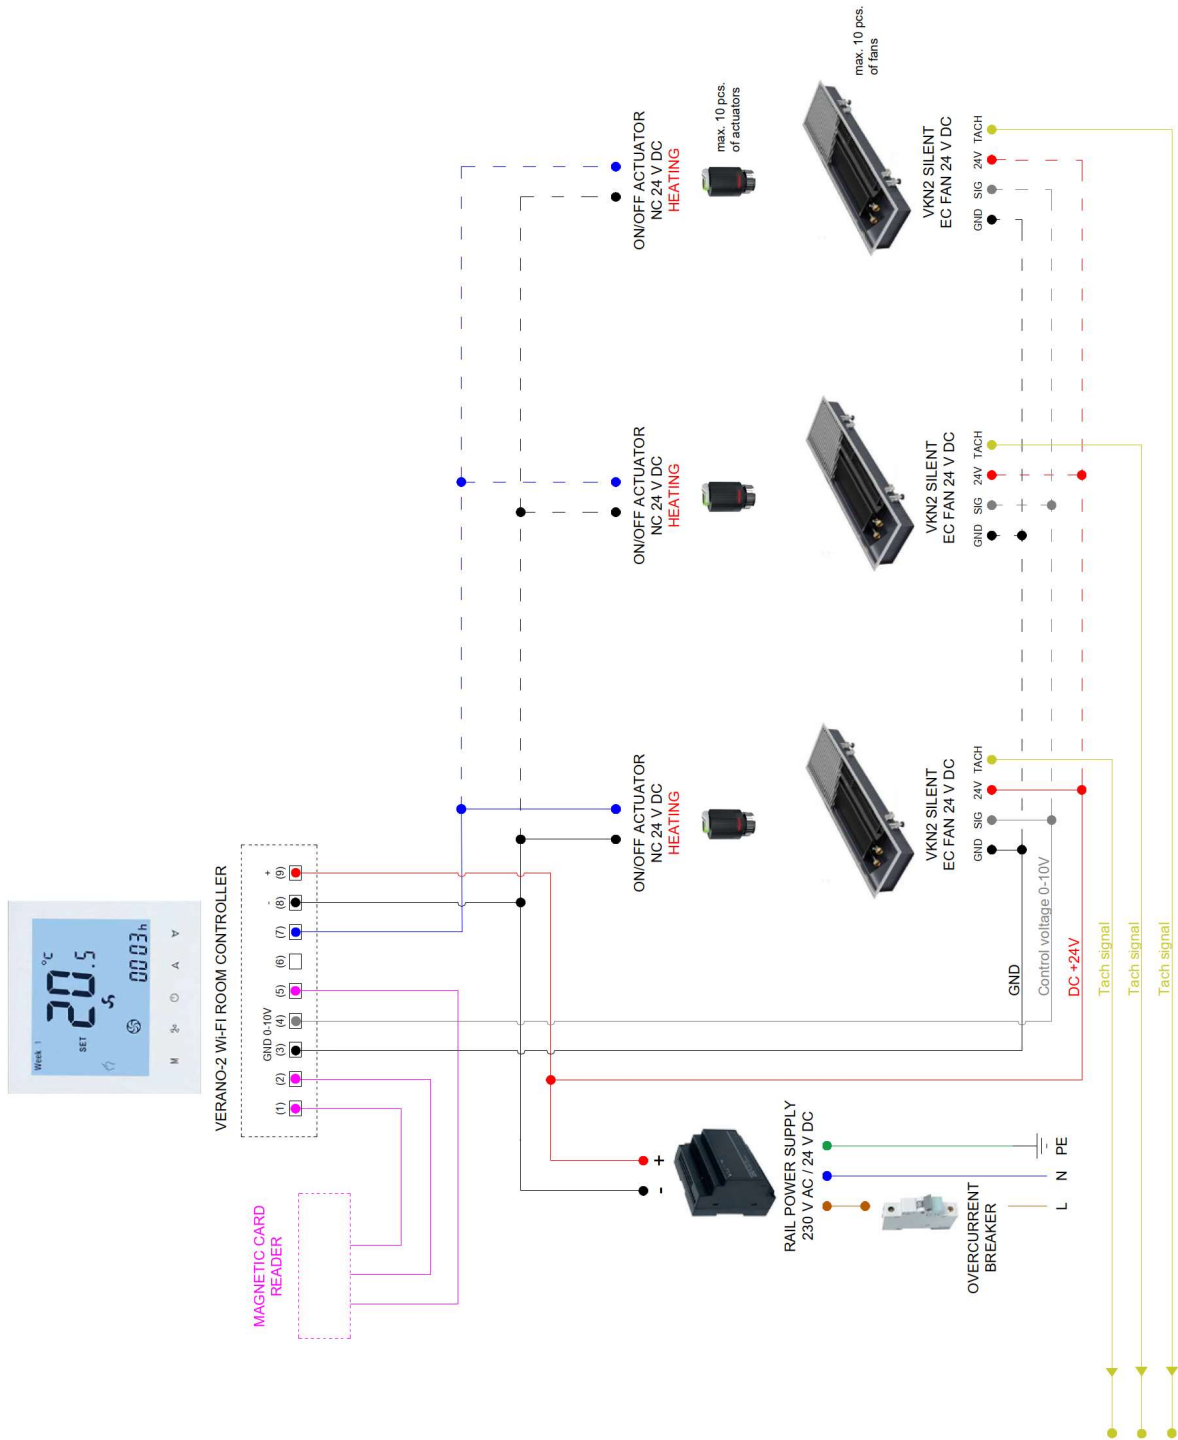 Week 1
SET
20.5 °C
0003h
M
VERANO-2 Wi-FI ROOM CONTROLLER
GND 0-10V
-
+
(1)
(2)
(3)
(4)
(5)
(6)
(7)
(8)
(9)
MAGNETIC CARD
READER
ON/OFF ACTUATOR
NC 24 V DC
HEATING
ON/OFF ACTUATOR
NC 24 V DC
HEATING
ON/OFF ACTUATOR
NC 24 V DC
HEATING
max. 10 pcs.
of actuators
max. 10 pcs.
of fans
- +
RAIL POWER SUPPLY
230 V AC / 24 V DC
OVERCURRENT
BREAKER
L
N
PE
VKN2 SILENT
EC FAN 24 V DC
GND SIG 24V TACH
VKN2 SILENT
EC FAN 24 V DC
GND SIG 24V TACH
VKN2 SILENT
EC FAN 24 V DC
GND SIG 24V TACH
GND
Control voltage 0-10V
DC +24V
Tach signal
Tach signal
Tach signal